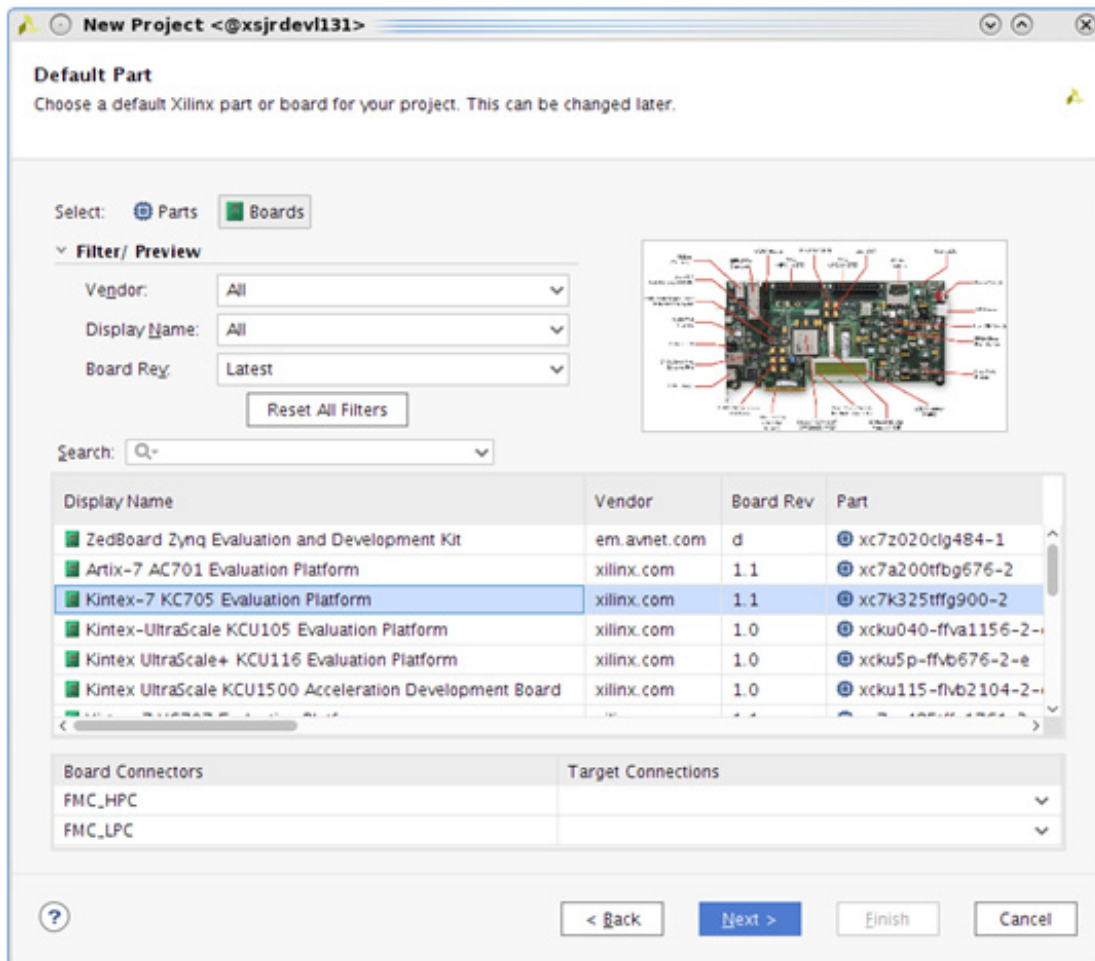 New Project <@xsjrdevl131>
Default Part
Choose a default Xilinx part or board for your project. This can be changed later.
Select: Parts Boards
Filter/ Preview
Vendor: All
Display Name: All
Board Rev: Latest
Reset All Filters
Search:
Display Name Vendor Board Rev Part
ZedBoard Zynq Evaluation and Development Kit em.avnet.com d xc7z020clg484-1
Artix-7 AC701 Evaluation Platform xilinx.com 1.1 xc7a200tfbg676-2
Kintex-7 KC705 Evaluation Platform xilinx.com 1.1 xc7k325tffg900-2
Kintex-UltraScale KCU105 Evaluation Platform xilinx.com 1.0 xcku040-ffva1156-2-
Kintex UltraScale+ KCU116 Evaluation Platform xilinx.com 1.0 xcku5p-ffvb676-2-e
Kintex UltraScale KCU1500 Acceleration Development Board xilinx.com 1.0 xcku115-flvb2104-2-
Board Connectors Target Connections
FMC_HPC
FMC_LPC
? < Back Next > Finish Cancel